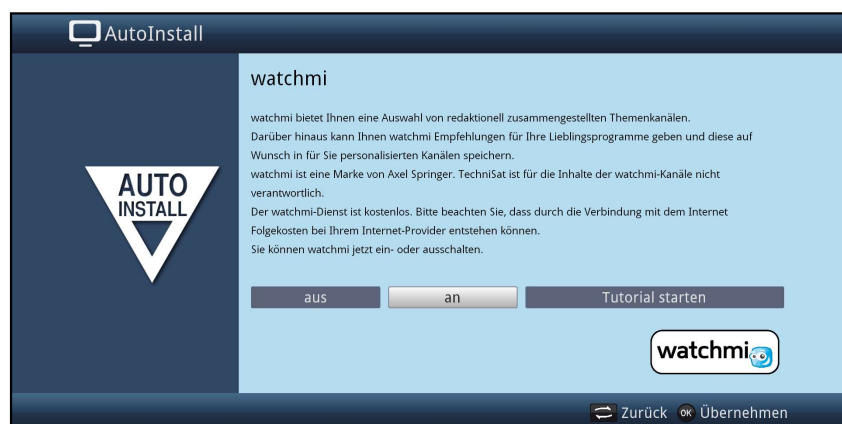 AutoInstall
AUTO
INSTALL
watchmi
watchmi bietet Ihnen eine Auswahl von redaktionell zusammengestellten Themenkanälen.
Darüber hinaus kann Ihnen watchmi Empfehlungen für Ihre Lieblingsprogramme geben und diese auf
Wunsch in für Sie personalisierten Kanälen speichern.
watchmi ist eine Marke von Axel Springer. TechniSat ist für die Inhalte der watchmi-Kanäle nicht
verantwortlich.
Der watchmi-Dienst ist kostenlos. Bitte beachten Sie, dass durch die Verbindung mit dem Internet
Folgekosten bei Ihrem Internet-Provider entstehen können.
Sie können watchmi jetzt ein- oder ausschalten.
aus an Tutorial starten
watchmi
Zurück OK Übernehmen